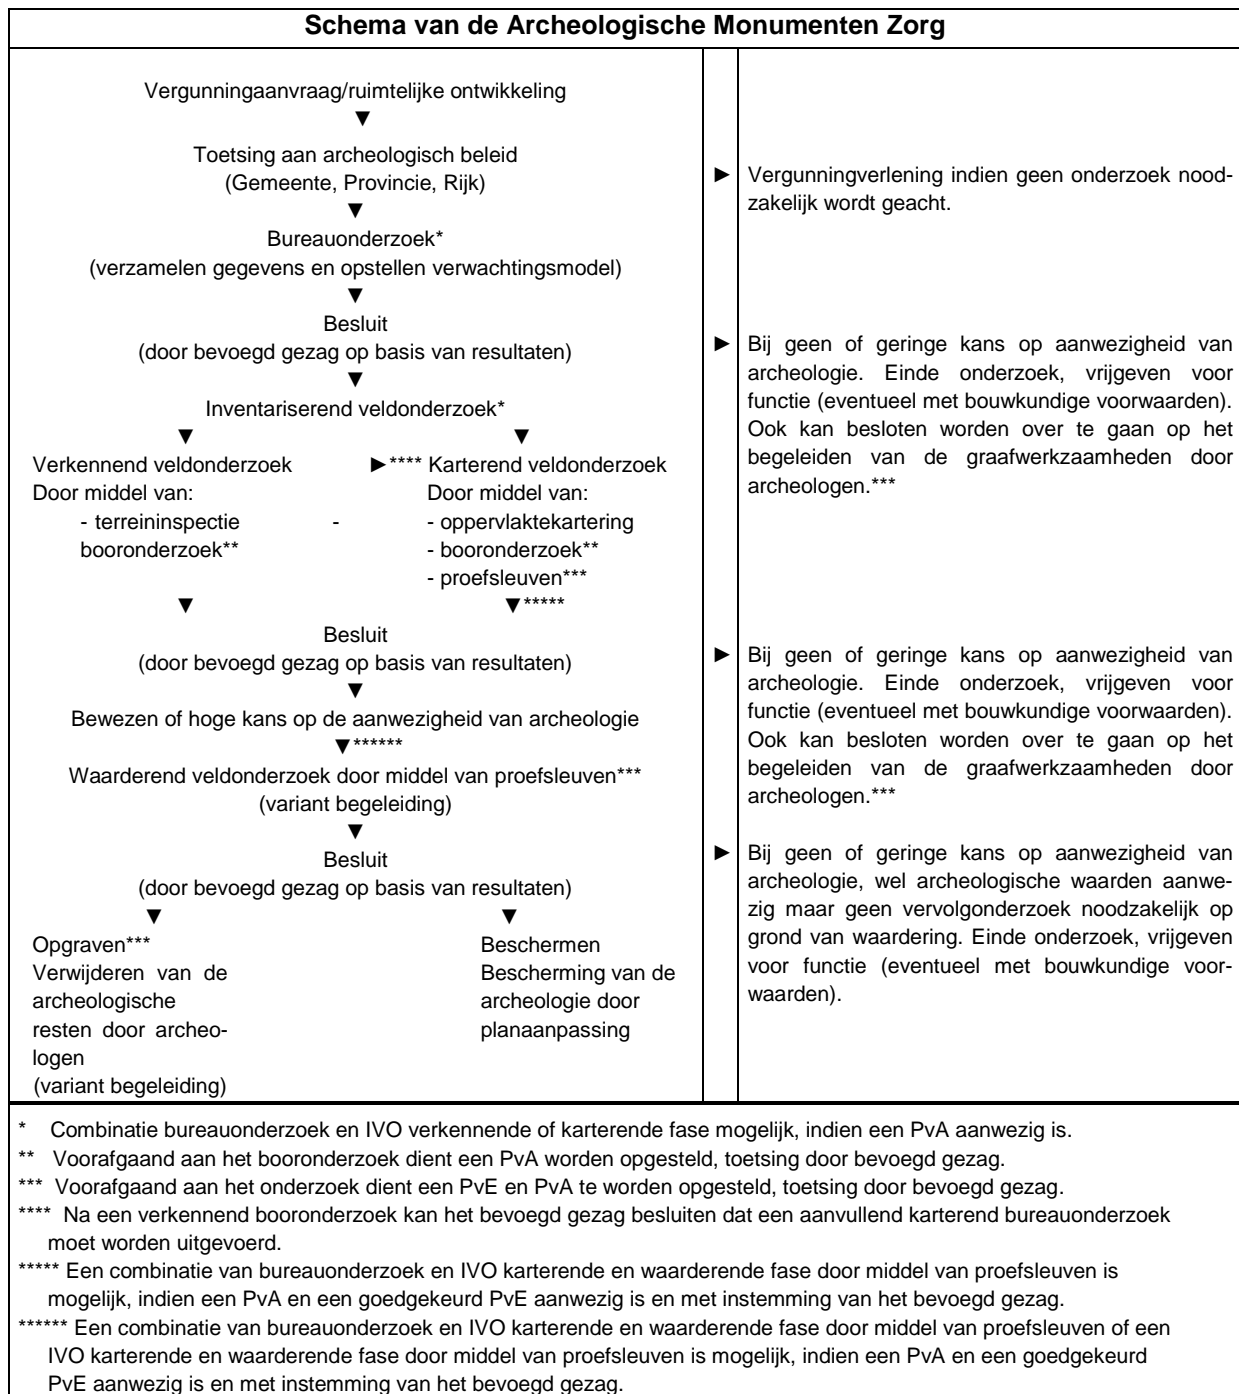 Schema van de Archeologische Monumenten Zorg
Vergunningaanvraag/ruimtelijke ontwikkeling
▼
Toetsing aan archeologisch beleid
(Gemeente, Provincie, Rijk)
▼
Bureauonderzoek*
(verzamelen gegevens en opstellen verwachtingsmodel)
▼
Besluit
(door bevoegd gezag op basis van resultaten)
▼
Inventariserend veldonderzoek*
▼ ▼
Verkennend veldonderzoek ►**** Karterend veldonderzoek
Door middel van: Door middel van:
- terreininspectie - - oppervlaktekartering
booronderzoek** - booronderzoek**
- proefsleuven***
▼ ▼*****
Besluit
(door bevoegd gezag op basis van resultaten)
▼
Bewezen of hoge kans op de aanwezigheid van archeologie
▼******
Waarderend veldonderzoek door middel van proefsleuven***
(variant begeleiding)
▼
Besluit
(door bevoegd gezag op basis van resultaten)
▼ ▼
Opgraven*** Beschermen
Verwijderen van de Bescherming van de
archeologische archeologie door
resten door archeo- planaanpassing
logen
(variant begeleiding)
► Vergunningverlening indien geen onderzoek nood-
zakelijk wordt geacht.
► Bij geen of geringe kans op aanwezigheid van
archeologie. Einde onderzoek, vrijgeven voor
functie (eventueel met bouwkundige voorwaarden).
Ook kan besloten worden over te gaan op het
begeleiden van de graafwerkzaamheden door
archeologen.***
► Bij geen of geringe kans op aanwezigheid van
archeologie. Einde onderzoek, vrijgeven voor
functie (eventueel met bouwkundige voorwaarden).
Ook kan besloten worden over te gaan op het
begeleiden van de graafwerkzaamheden door
archeologen.***
► Bij geen of geringe kans op aanwezigheid van
archeologie, wel archeologische waarden aanwe-
zig maar geen vervolgonderzoek noodzakelijk op
grond van waardering. Einde onderzoek, vrijgeven
voor functie (eventueel met bouwkundige voor-
waarden).
* Combinatie bureauonderzoek en IVO verkennende of karterende fase mogelijk, indien een PvA aanwezig is.
** Voorafgaand aan het booronderzoek dient een PvA worden opgesteld, toetsing door bevoegd gezag.
*** Voorafgaand aan het onderzoek dient een PvE en PvA te worden opgesteld, toetsing door bevoegd gezag.
**** Na een verkennend booronderzoek kan het bevoegd gezag besluiten dat een aanvullend karterend bureauonderzoek
moet worden uitgevoerd.
***** Een combinatie van bureauonderzoek en IVO karterende en waarderende fase door middel van proefsleuven is
mogelijk, indien een PvA en een goedgekeurd PvE aanwezig is en met instemming van het bevoegd gezag.
****** Een combinatie van bureauonderzoek en IVO karterende en waarderende fase door middel van proefsleuven of een
IVO karterende en waarderende fase door middel van proefsleuven is mogelijk, indien een PvA en een goedgekeurd
PvE aanwezig is en met instemming van het bevoegd gezag.